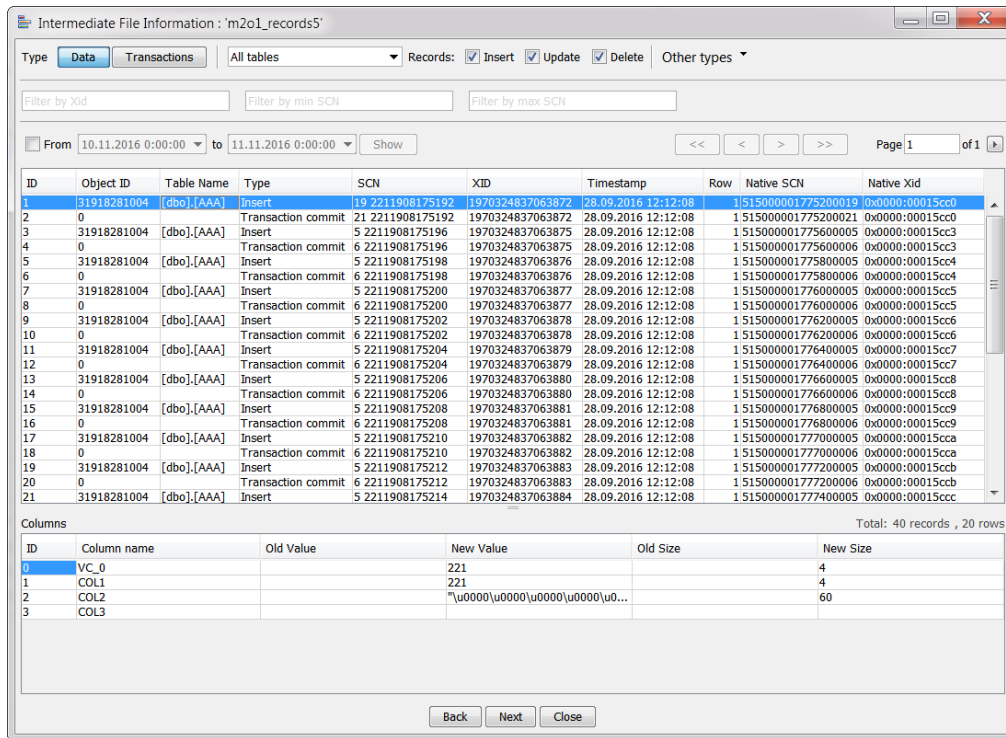 Intermediate File Information : 'm2o1_records5'
Type Data Transactions All tables Records: Insert Update Delete Other types
Filter by Xid Filter by min SCN Filter by max SCN
From 10.11.2016 0:00:00 to 11.11.2016 0:00:00 Show << < > >> Page 1 of 1
ID Object ID Table Name Type SCN XID Timestamp Row Native SCN Native Xid
1 31918281004 [dbo].[AAA] Insert 19 2211908175192 1970324837063872 28.09.2016 12:12:08 1 515000001775200019 0x0000:00015cc0
2 0 Transaction commit 21 2211908175192 1970324837063872 28.09.2016 12:12:08 1 515000001775200021 0x0000:00015cc0
3 31918281004 [dbo].[AAA] Insert 5 2211908175196 1970324837063875 28.09.2016 12:12:08 1 515000001775600005 0x0000:00015cc3
4 0 Transaction commit 6 2211908175196 1970324837063875 28.09.2016 12:12:08 1 515000001775600006 0x0000:00015cc3
5 31918281004 [dbo].[AAA] Insert 5 2211908175198 1970324837063876 28.09.2016 12:12:08 1 515000001775800005 0x0000:00015cc4
6 0 Transaction commit 6 2211908175198 1970324837063876 28.09.2016 12:12:08 1 515000001775800006 0x0000:00015cc4
7 31918281004 [dbo].[AAA] Insert 5 2211908175200 1970324837063877 28.09.2016 12:12:08 1 515000001776000005 0x0000:00015cc5
8 0 Transaction commit 6 2211908175200 1970324837063877 28.09.2016 12:12:08 1 515000001776000006 0x0000:00015cc5
9 31918281004 [dbo].[AAA] Insert 5 2211908175202 1970324837063878 28.09.2016 12:12:08 1 515000001776200005 0x0000:00015cc6
10 0 Transaction commit 6 2211908175202 1970324837063878 28.09.2016 12:12:08 1 515000001776200006 0x0000:00015cc6
11 31918281004 [dbo].[AAA] Insert 5 2211908175204 1970324837063879 28.09.2016 12:12:08 1 515000001776400005 0x0000:00015cc7
12 0 Transaction commit 6 2211908175204 1970324837063879 28.09.2016 12:12:08 1 515000001776400006 0x0000:00015cc7
13 31918281004 [dbo].[AAA] Insert 5 2211908175206 1970324837063880 28.09.2016 12:12:08 1 515000001776600005 0x0000:00015cc8
14 0 Transaction commit 6 2211908175206 1970324837063880 28.09.2016 12:12:08 1 515000001776600006 0x0000:00015cc8
15 31918281004 [dbo].[AAA] Insert 5 2211908175208 1970324837063881 28.09.2016 12:12:08 1 515000001776800005 0x0000:00015cc9
16 0 Transaction commit 6 2211908175208 1970324837063881 28.09.2016 12:12:08 1 515000001776800006 0x0000:00015cc9
17 31918281004 [dbo].[AAA] Insert 5 2211908175210 1970324837063882 28.09.2016 12:12:08 1 515000001777000005 0x0000:00015cca
18 0 Transaction commit 6 2211908175210 1970324837063882 28.09.2016 12:12:08 1 515000001777000006 0x0000:00015cca
19 31918281004 [dbo].[AAA] Insert 5 2211908175212 1970324837063883 28.09.2016 12:12:08 1 515000001777200005 0x0000:00015ccb
20 0 Transaction commit 6 2211908175212 1970324837063883 28.09.2016 12:12:08 1 515000001777200006 0x0000:00015ccb
21 31918281004 [dbo].[AAA] Insert 5 2211908175214 1970324837063884 28.09.2016 12:12:08 1 515000001777400005 0x0000:00015ccc
Columns Total: 40 records , 20 rows
ID Column name Old Value New Value Old Size New Size
0 VC_0 221 4
1 COL1 221 4
2 COL2 "\u0000\u0000\u0000\u0000\u0... 60
3 COL3
Back Next Close